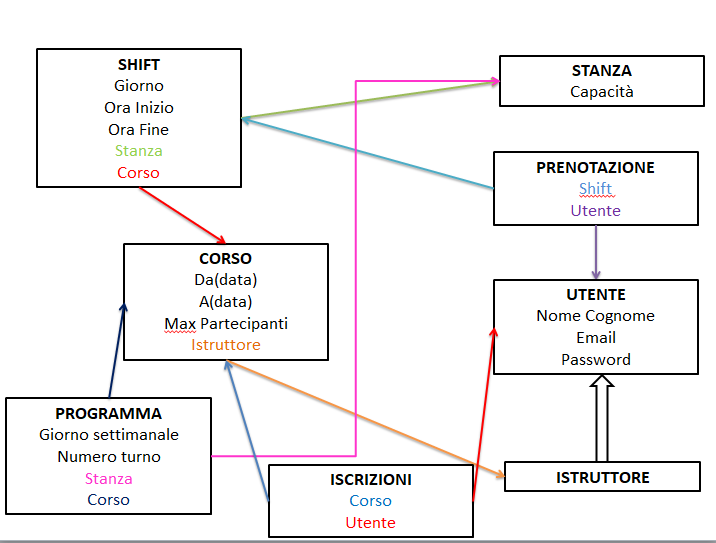 SHIFT
Giorno
Ora Inizio
Ora Fine
Stanza
Corso
STANZA
Capacità
PRENOTAZIONE
Shift
Utente
CORSO
Da(data)
A(data)
Max Partecipanti
Istruttore
UTENTE
Nome Cognome
Email
Password
PROGRAMMA
Giorno settimanale
Numero turno
Stanza
Corso
ISCRIZIONI
Corso
Utente
ISTRUTTORE